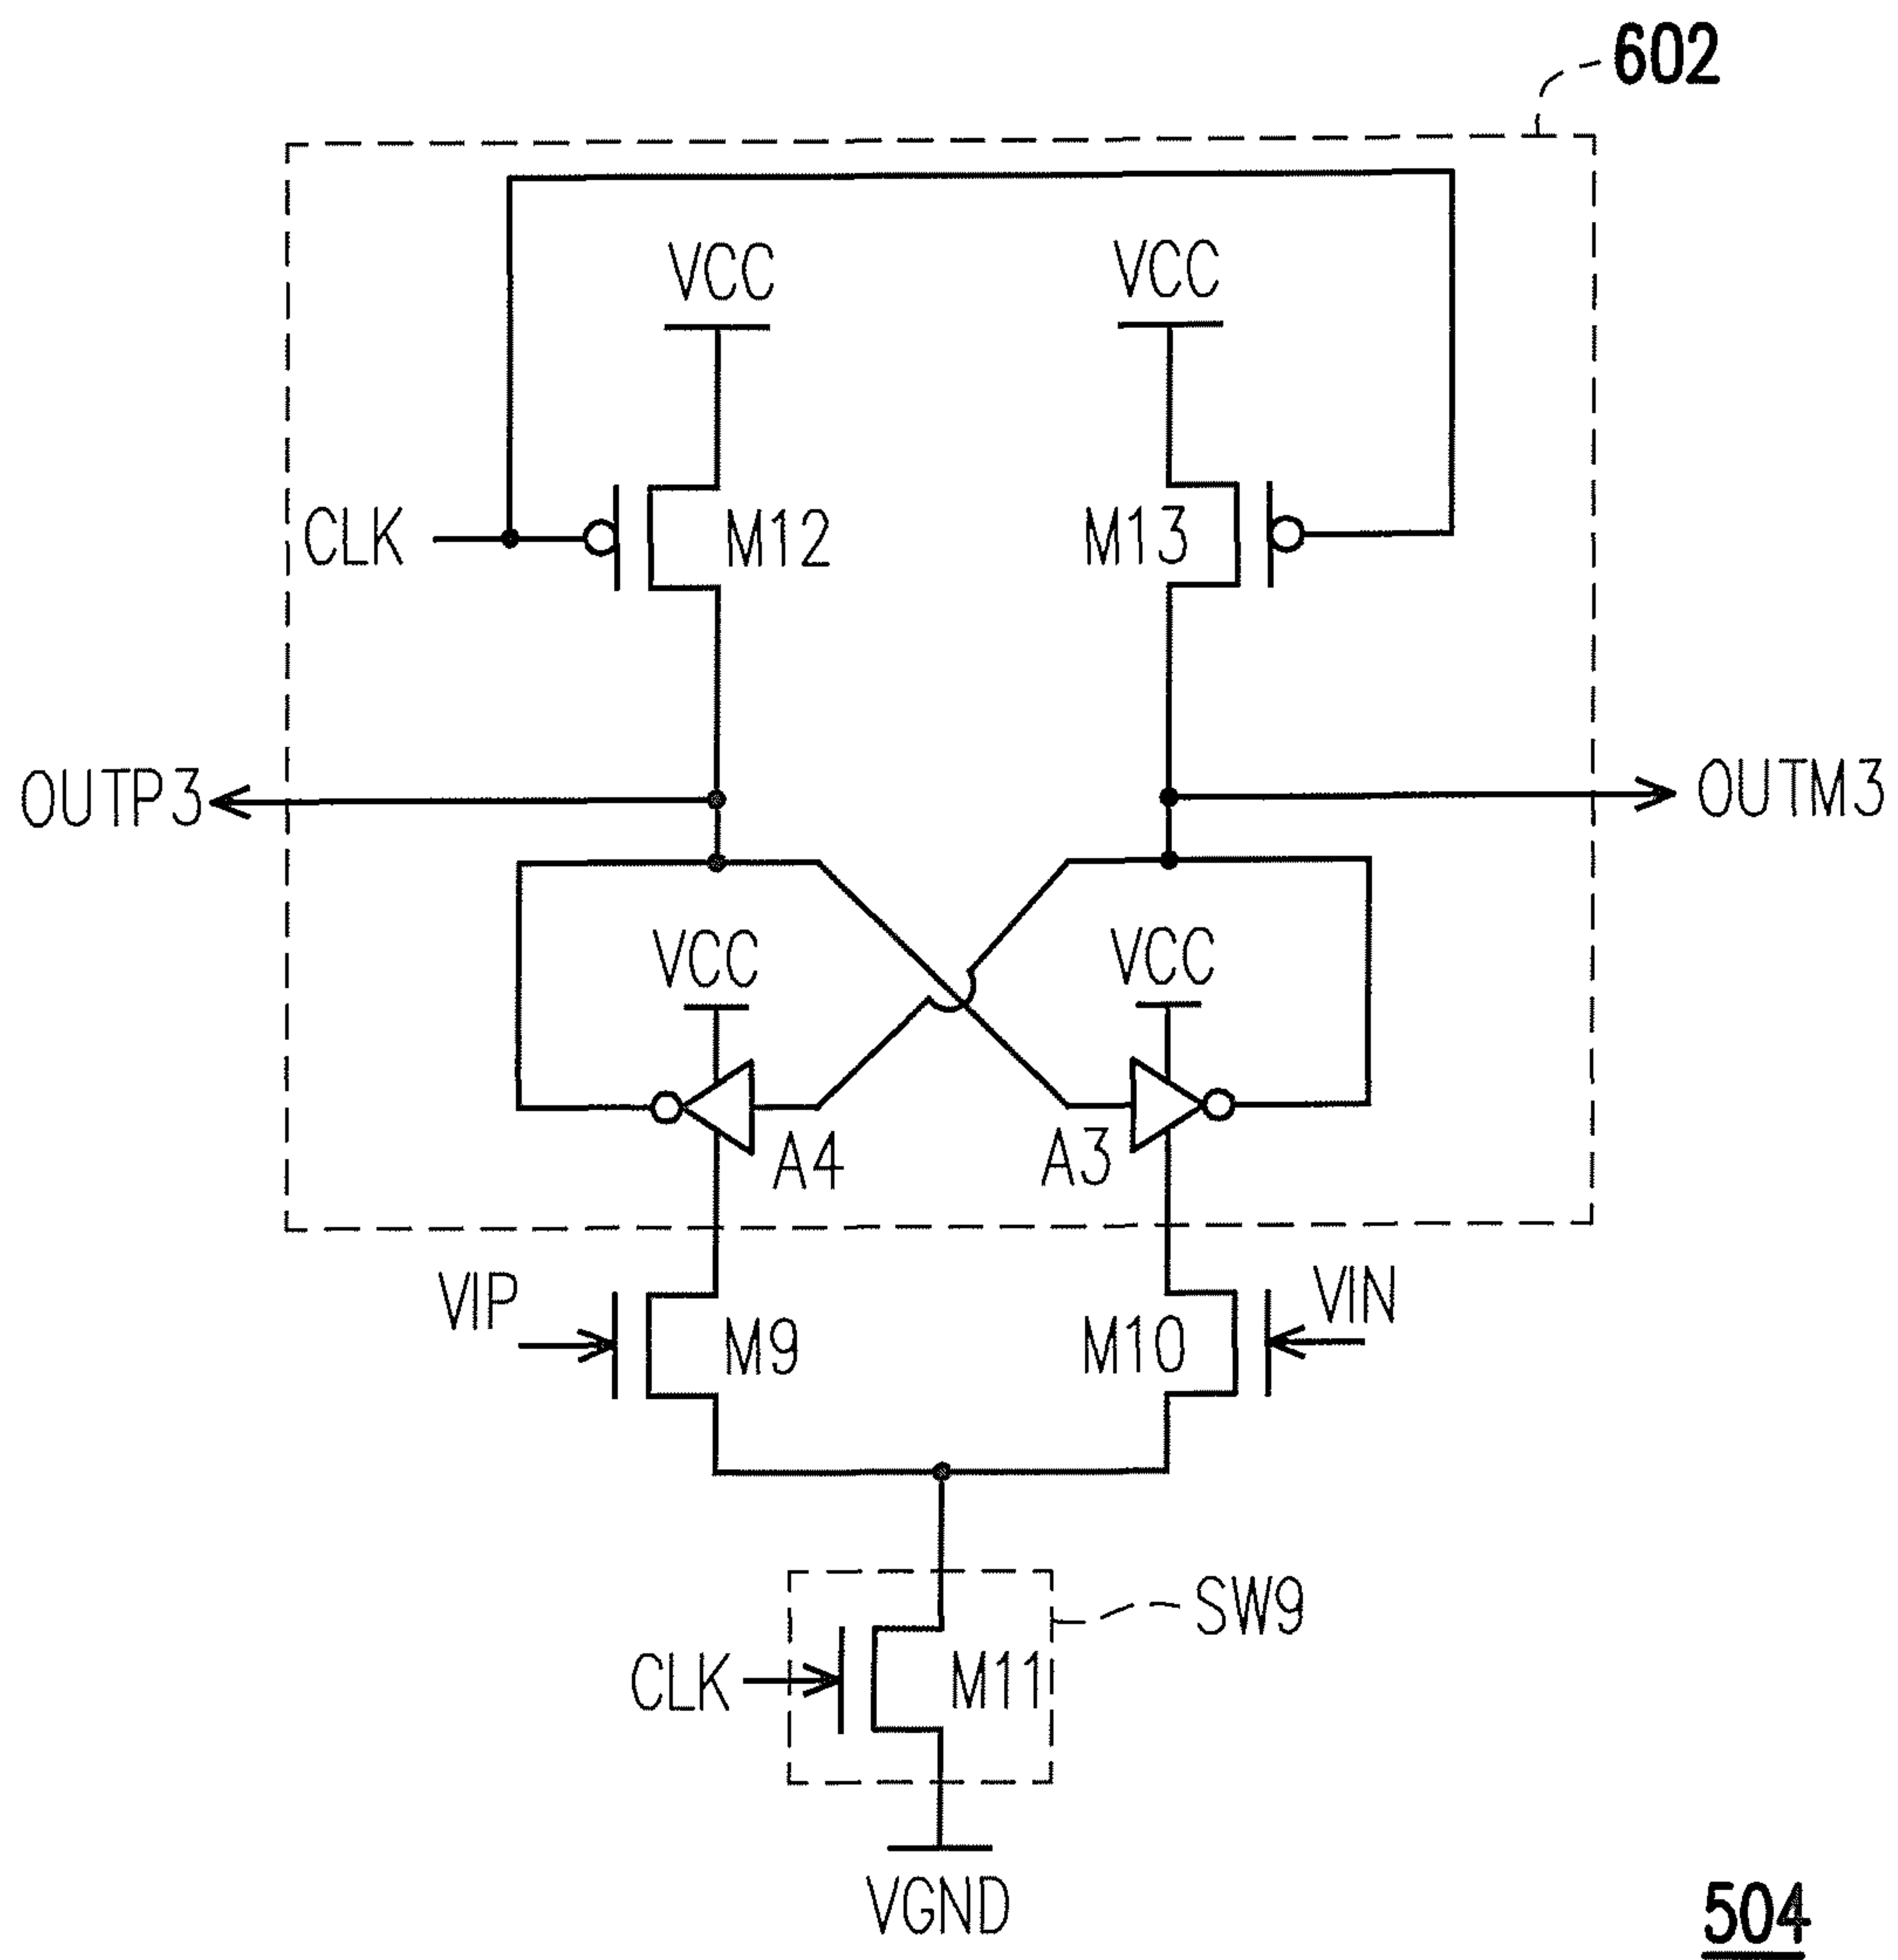 602
VCC
VCC
CLK
M12
M13
OUTP3
OUTM3
VCC
VCC
A4
A3
VIP
VIN
M9
M10
SW9
CLK
M11
VGND
504